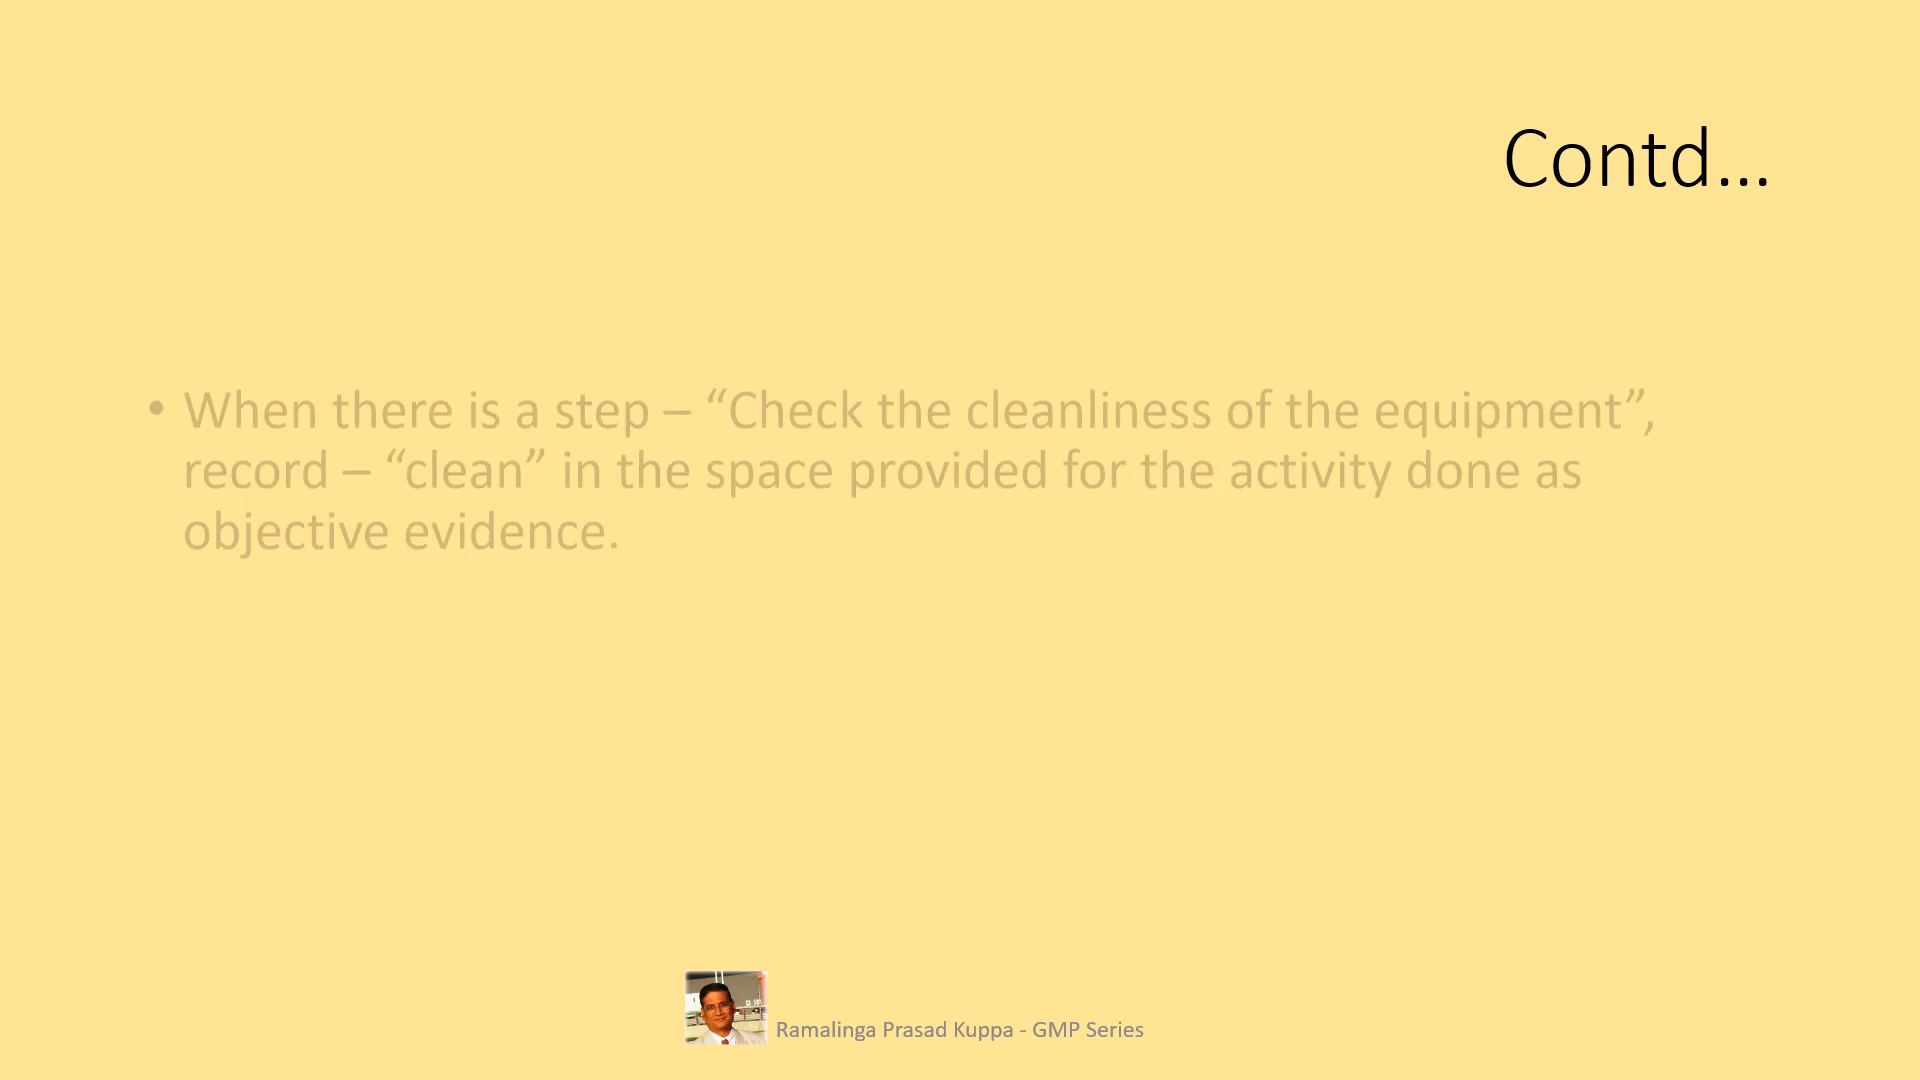 Contd...
• When there is a step – “Check the cleanliness of the equipment”,
record – “clean” in the space provided for the activity done as
objective evidence.
Ramalinga Prasad Kuppa - GMP Series